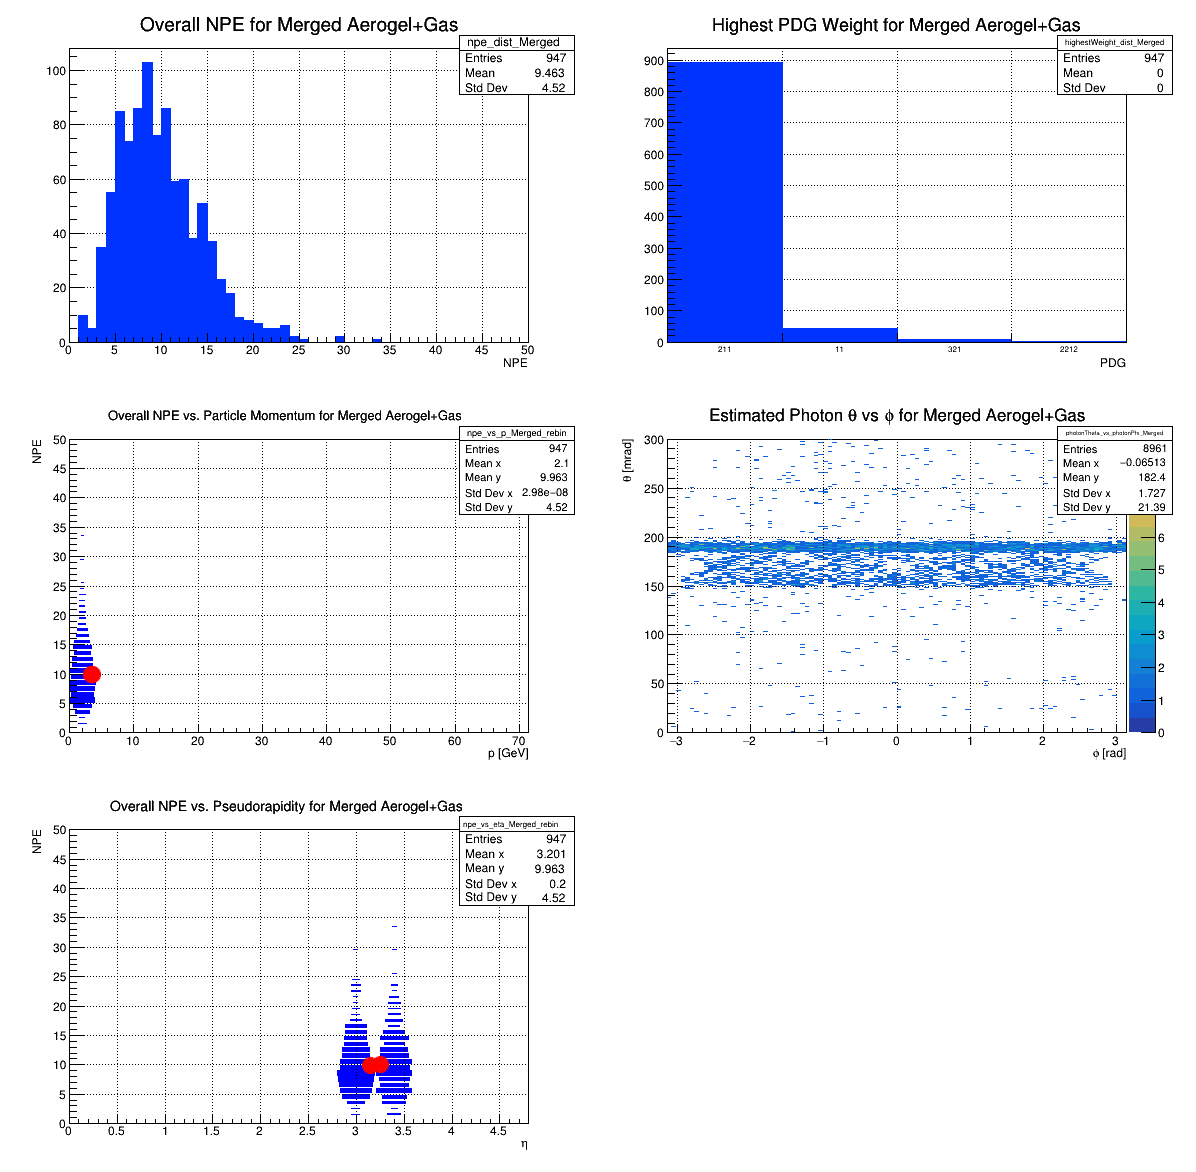 Overall NPE for Merged Aerogel+Gas
npe_dist_Merged
Entries 947
Mean 9.463
Std Dev 4.52
100
80
60
40
20
0
0 5 10 15 20 25 30 35 40 45 50
NPE
Highest PDG Weight for Merged Aerogel+Gas
highestWeight_dist_Merged
Entries 947
Mean 0
Std Dev 0
900
800
700
600
500
400
300
200
100
0
211 11 321 2212
PDG
Overall NPE vs. Particle Momentum for Merged Aerogel+Gas
npe_vs_p_Merged_rebin
Entries 947
Mean x 2.1
Mean y 9.963
Std Dev x 2.98e−08
Std Dev y 4.52
NPE
50
45
40
35
30
25
20
15
10
5
0
0 10 20 30 40 50 60 70
p [GeV]
Estimated Photon θ vs ϕ for Merged Aerogel+Gas
photonTheta_vs_photonPhi_Merged
Entries 8961
Mean x −0.06513
Mean y 182.4
Std Dev x 1.727
Std Dev y 21.39
θ [mrad]
300
250
200
150
100
50
0
−3 −2 −1 0 1 2 3
ϕ [rad]
6
5
4
3
2
1
0
Overall NPE vs. Pseudorapidity for Merged Aerogel+Gas
npe_vs_eta_Merged_rebin
Entries 947
Mean x 3.201
Mean y 9.963
Std Dev x 0.2
Std Dev y 4.52
NPE
50
45
40
35
30
25
20
15
10
5
0
0 0.5 1 1.5 2 2.5 3 3.5 4 4.5
η